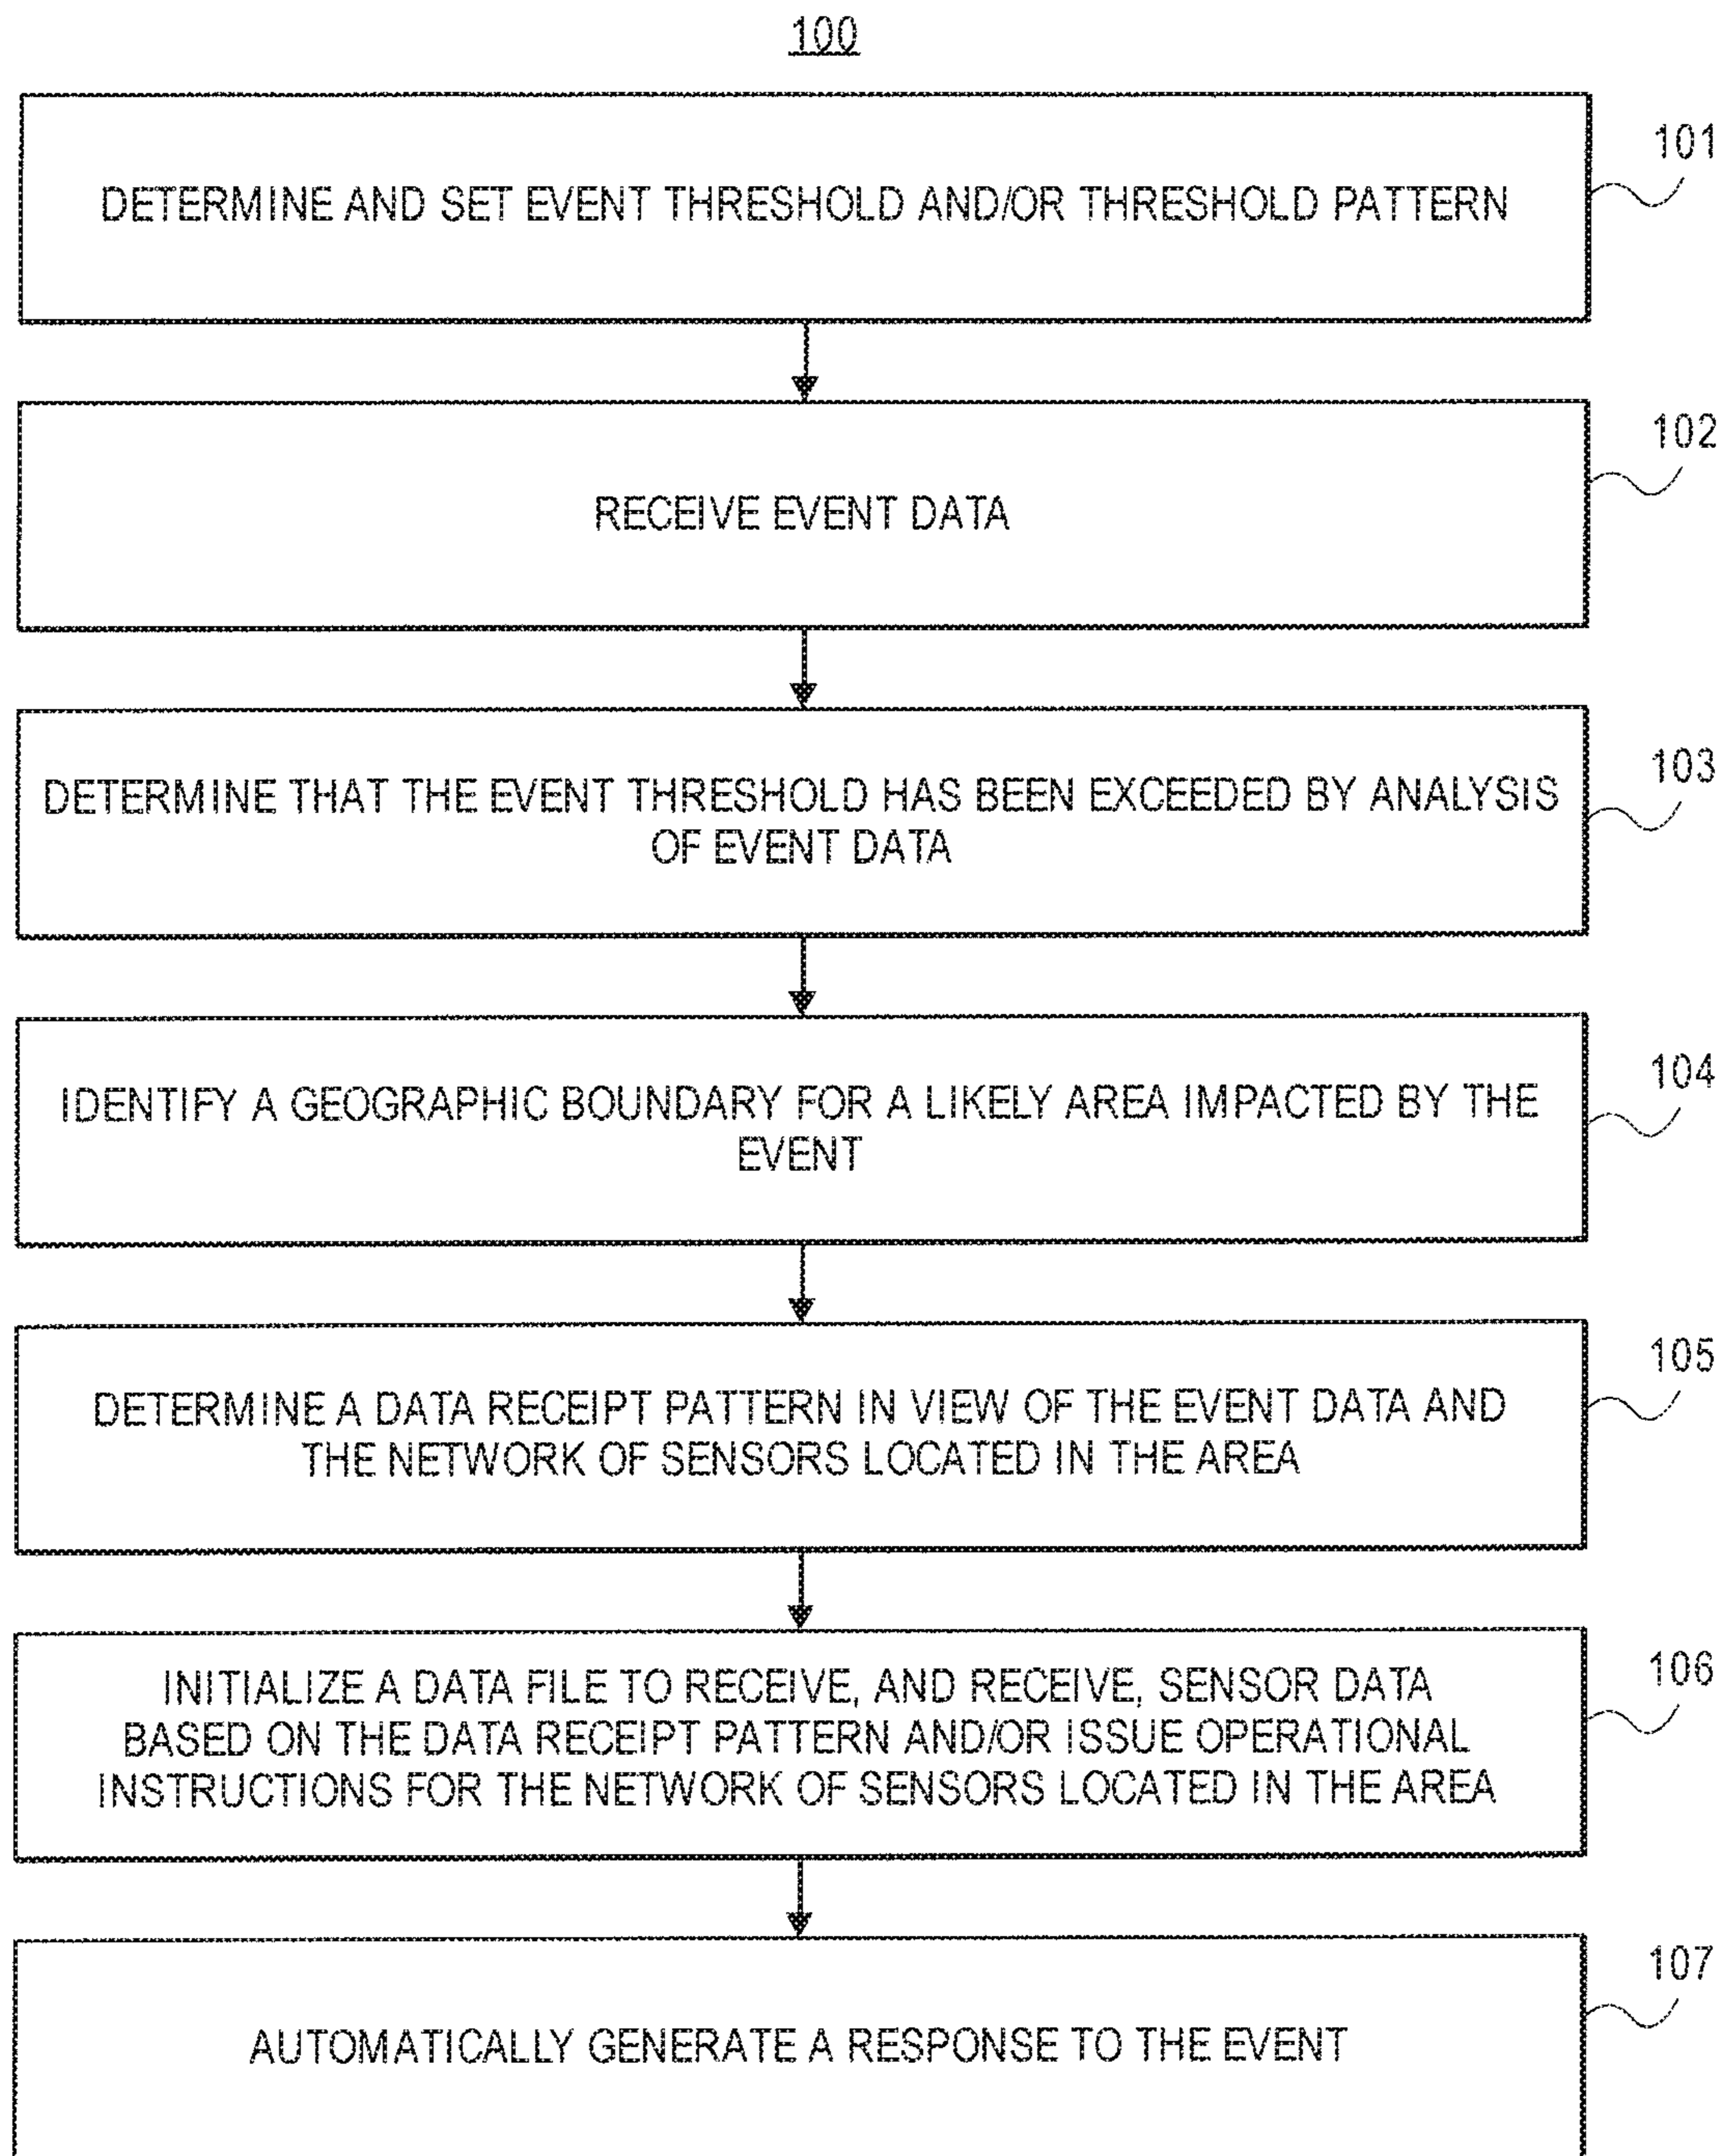 100
DETERMINE AND SET EVENT THRESHOLD AND/OR THRESHOLD PATTERN
101
RECEIVE EVENT DATA
102
DETERMINE THAT THE EVENT THRESHOLD HAS BEEN EXCEEDED BY ANALYSIS
OF EVENT DATA
103
IDENTIFY A GEOGRAPHIC BOUNDARY FOR A LIKELY AREA IMPACTED BY THE
EVENT
104
DETERMINE A DATA RECEIPT PATTERN IN VIEW OF THE EVENT DATA AND
THE NETWORK OF SENSORS LOCATED IN THE AREA
105
INITIALIZE A DATA FILE TO RECEIVE, AND RECEIVE, SENSOR DATA
BASED ON THE DATA RECEIPT PATTERN AND/OR ISSUE OPERATIONAL
INSTRUCTIONS FOR THE NETWORK OF SENSORS LOCATED IN THE AREA
106
AUTOMATICALLY GENERATE A RESPONSE TO THE EVENT
107